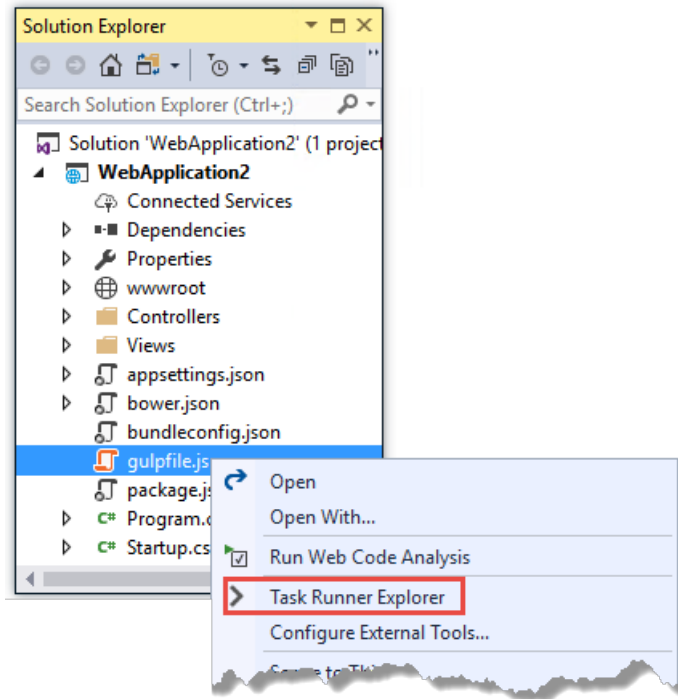 Solution Explorer
Search Solution Explorer (Ctrl+;)
Solution 'WebApplication2' (1 project
WebApplication2
Connected Services
Dependencies
Properties
wwwroot
Controllers
Views
appsettings.json
bower.json
bundleconfig.json
gulpfile.js
package.js
Program.c
Startup.cs
Open
Open With...
Run Web Code Analysis
Task Runner Explorer
Configure External Tools...